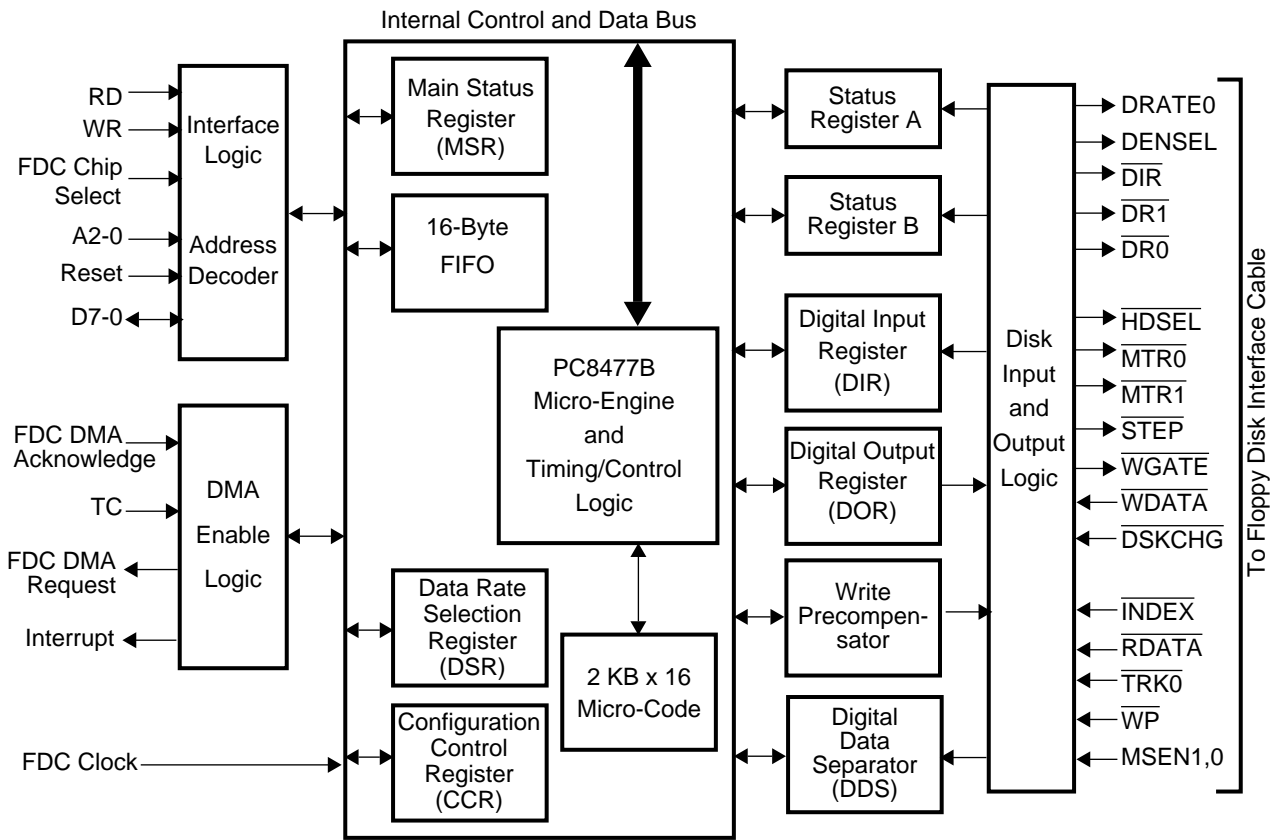 Internal Control and Data Bus
RD
WR
FDC Chip
Select
A2-0
Reset
D7-0
Interface
Logic
Address
Decoder
FDC DMA
Acknowledge
TC
FDC DMA
Request
Interrupt
DMA
Enable
Logic
FDC Clock
Main Status
Register
(MSR)
16-Byte
FIFO
PC8477B
Micro-Engine
and
Timing/Control
Logic
Data Rate
Selection
Register
(DSR)
2 KB x 16
Micro-Code
Configuration
Control
Register
(CCR)
Status
Register A
Status
Register B
Digital Input
Register
(DIR)
Digital Output
Register
(DOR)
Write
Precompen-
sator
Digital
Data
Separator
(DDS)
Disk
Input
and
Output
Logic
DRATE0
DENSEL
DIR
DR1
DR0
HDSEL
MTR0
MTR1
STEP
WGATE
WDATA
DSKCHG
INDEX
RDATA
TRK0
WP
MSEN1,0
To Floppy Disk Interface Cable